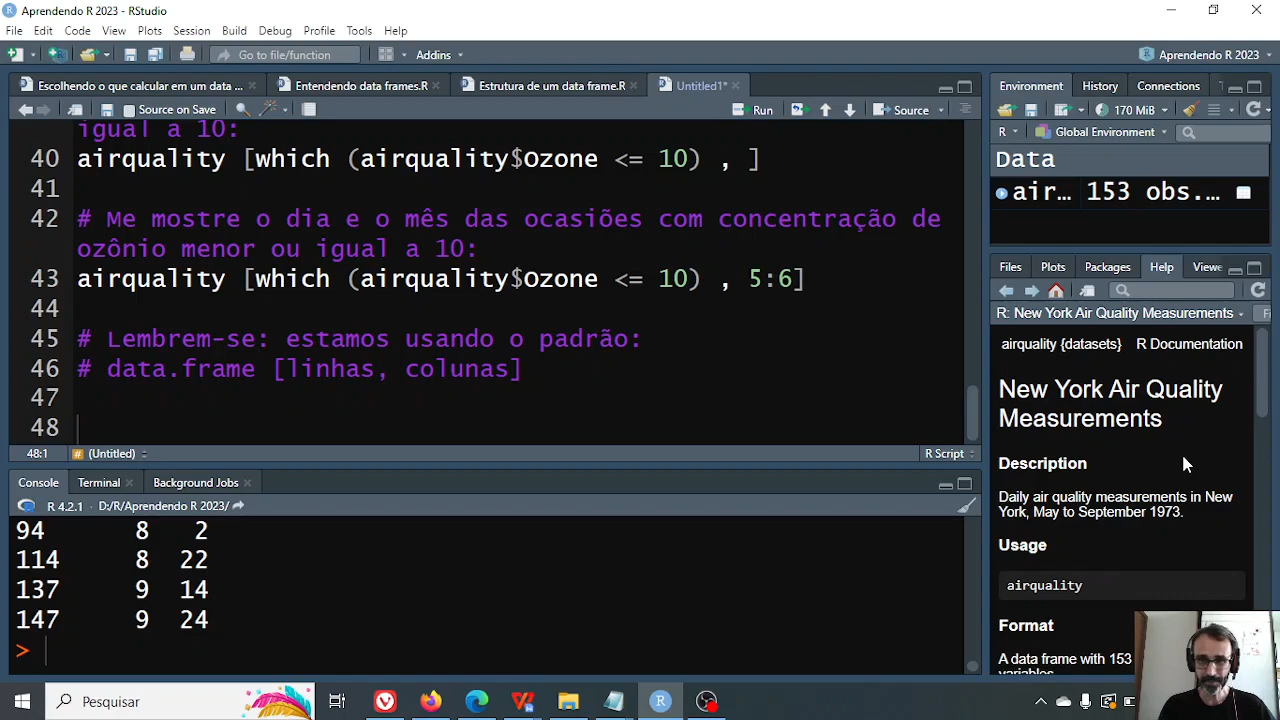 Aprendendo R 2023 - RStudio
File Edit Code View Plots Session Build Debug Profile Tools Help
Go to file/function Addins Aprendendo R 2023
Escolhendo o que calcular em um data ... Entendendo data frames.R Estrutura de um data frame.R Untitled1*
Source on Save Run Source
igual a 10:
40 airquality [which (airquality$Ozone <= 10) , ]
41
42 # Me mostre o dia e o mês das ocasiões com concentração de
ozônio menor ou igual a 10:
43 airquality [which (airquality$Ozone <= 10) , 5:6]
44
45 # Lembrem-se: estamos usando o padrão:
46 # data.frame [linhas, colunas]
47
48
48:1 # (Untitled) R Script
Console Terminal Background Jobs
R 4.2.1 · D:/R/Aprendendo R 2023/
94 8 2
114 8 22
137 9 14
147 9 24
>
Environment History Connections
170 MiB
R Global Environment
Data
air... 153 obs....
Files Plots Packages Help Viewe
R: New York Air Quality Measurements
airquality {datasets} R Documentation
New York Air Quality
Measurements
Description
Daily air quality measurements in New
York, May to September 1973.
Usage
airquality
Format
A data frame with 153
variables.
Pesquisar